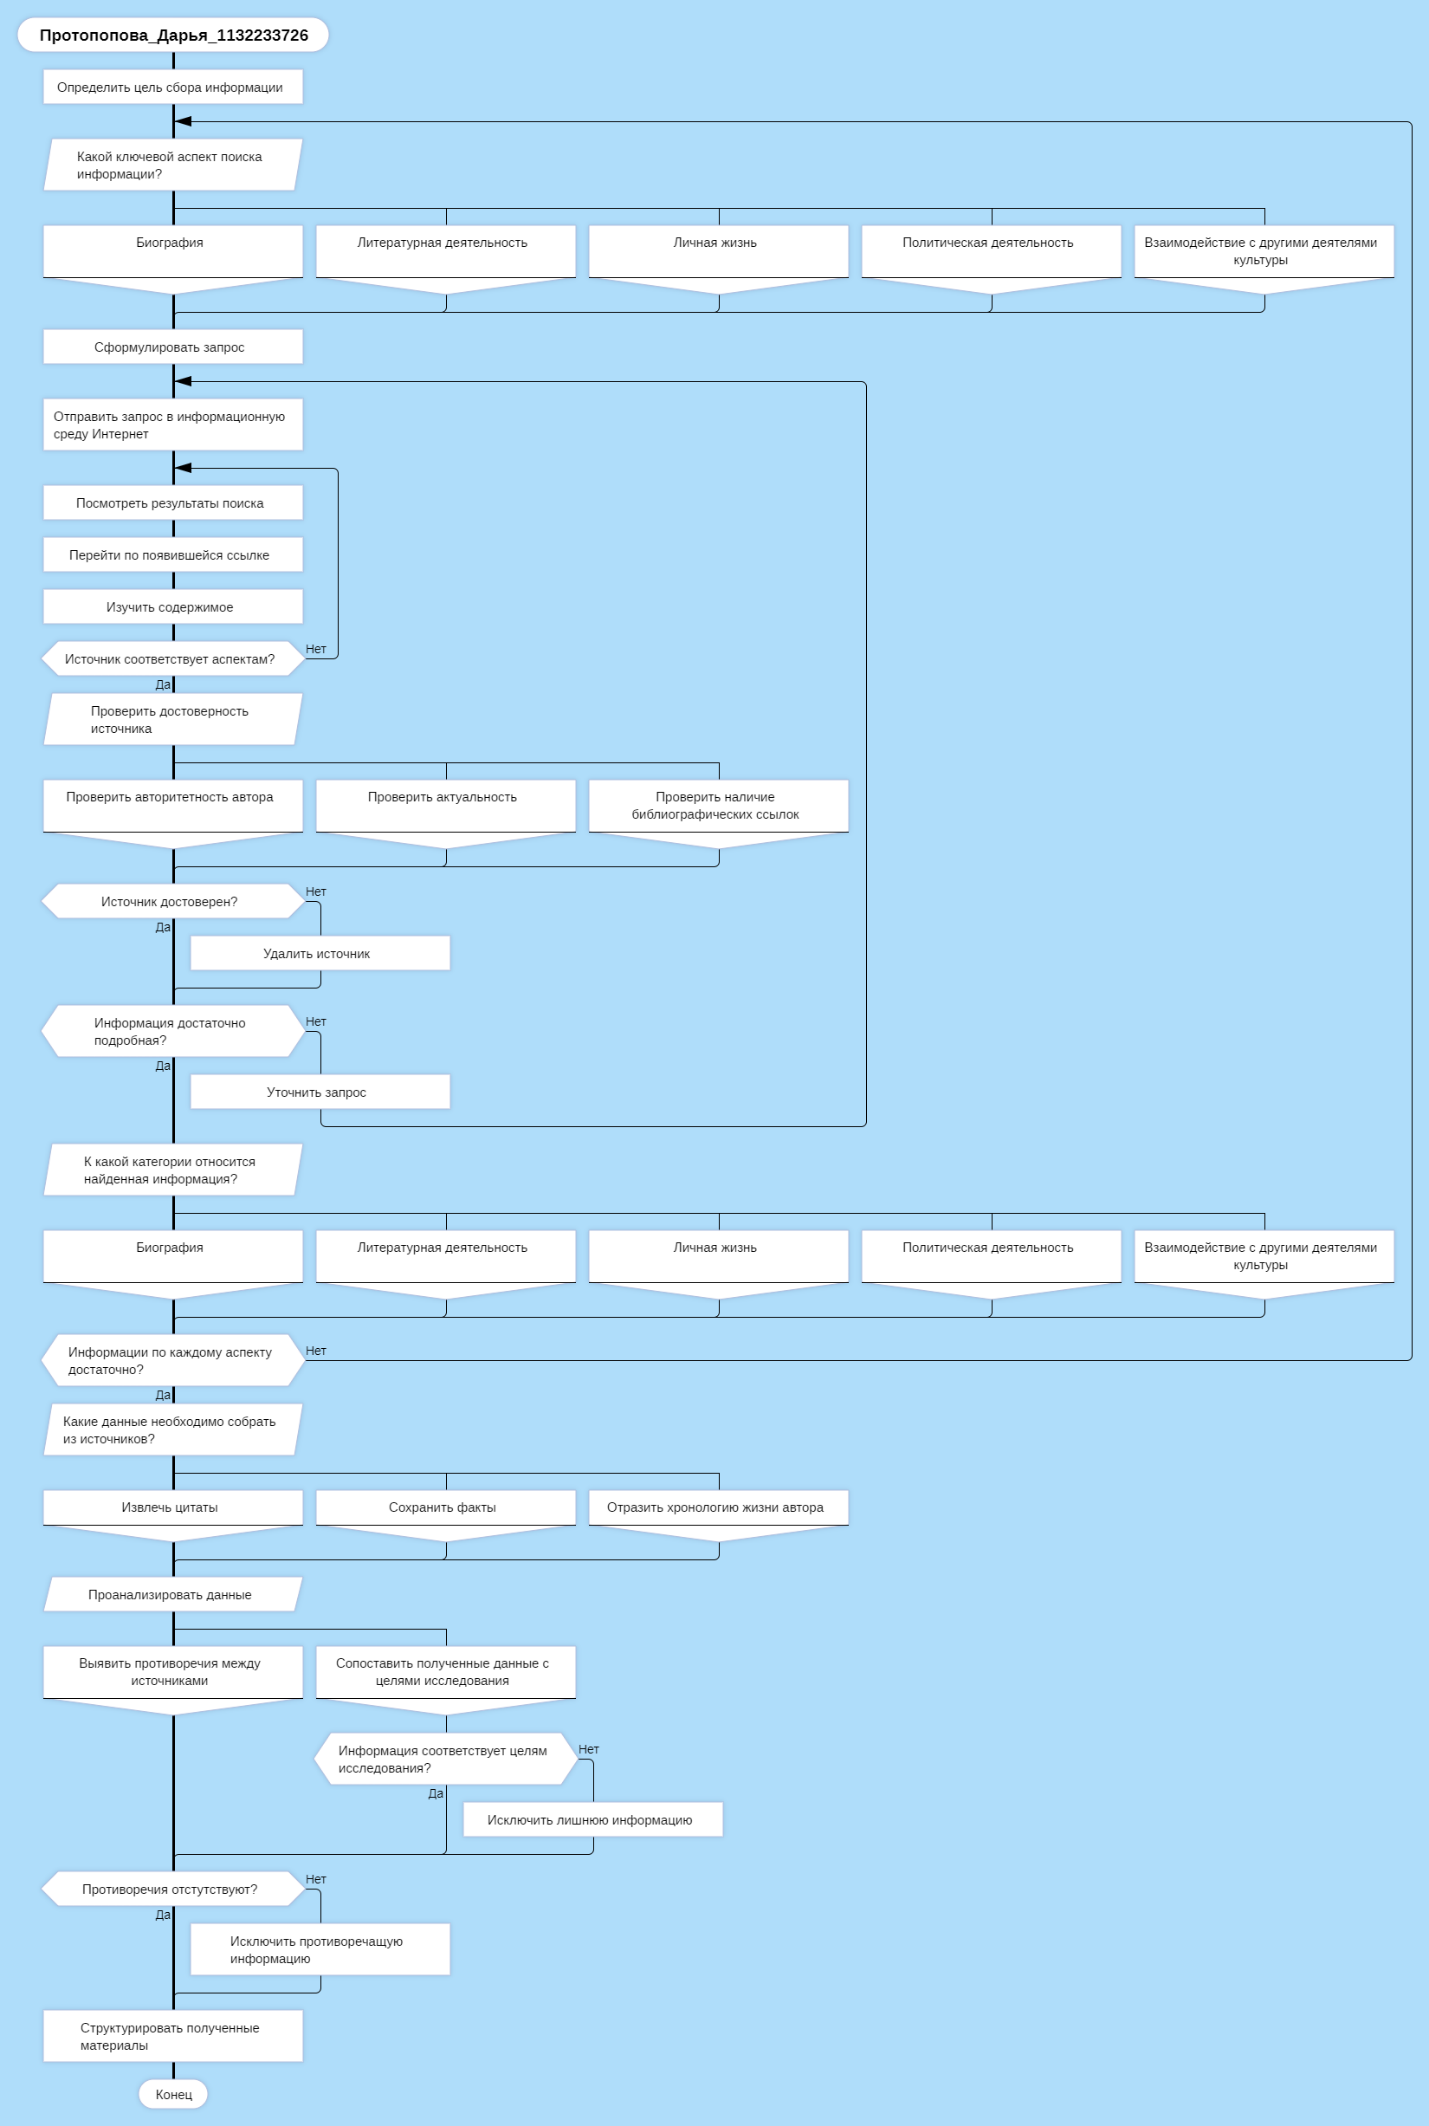 Протопопова_Дарья_1132233726
Определить цель сбора информации
Какой ключевой аспект поиска
информации?
Биография
Литературная деятельность
Личная жизнь
Политическая деятельность
Взаимодействие с другими деятелями
культуры
Сформулировать запрос
Отправить запрос в информационную
среду Интернет
Посмотреть результаты поиска
Перейти по появившейся ссылке
Изучить содержимое
Источник соответствует аспектам?
Нет
Да
Проверить достоверность
источника
Проверить авторитетность автора
Проверить актуальность
Проверить наличие
библиографических ссылок
Источник достоверен?
Нет
Да
Удалить источник
Информация достаточно
подробная?
Нет
Да
Уточнить запрос
К какой категории относится
найденная информация?
Биография
Литературная деятельность
Личная жизнь
Политическая деятельность
Взаимодействие с другими деятелями
культуры
Информации по каждому аспекту
достаточно?
Нет
Да
Какие данные необходимо собрать
из источников?
Извлечь цитаты
Сохранить факты
Отразить хронологию жизни автора
Проанализировать данные
Выявить противоречия между
источниками
Сопоставить полученные данные с
целями исследования
Информация соответствует целям
исследования?
Нет
Да
Исключить лишнюю информацию
Противоречия отстутствуют?
Нет
Да
Исключить противоречащую
информацию
Структурировать полученные
материалы
Конец